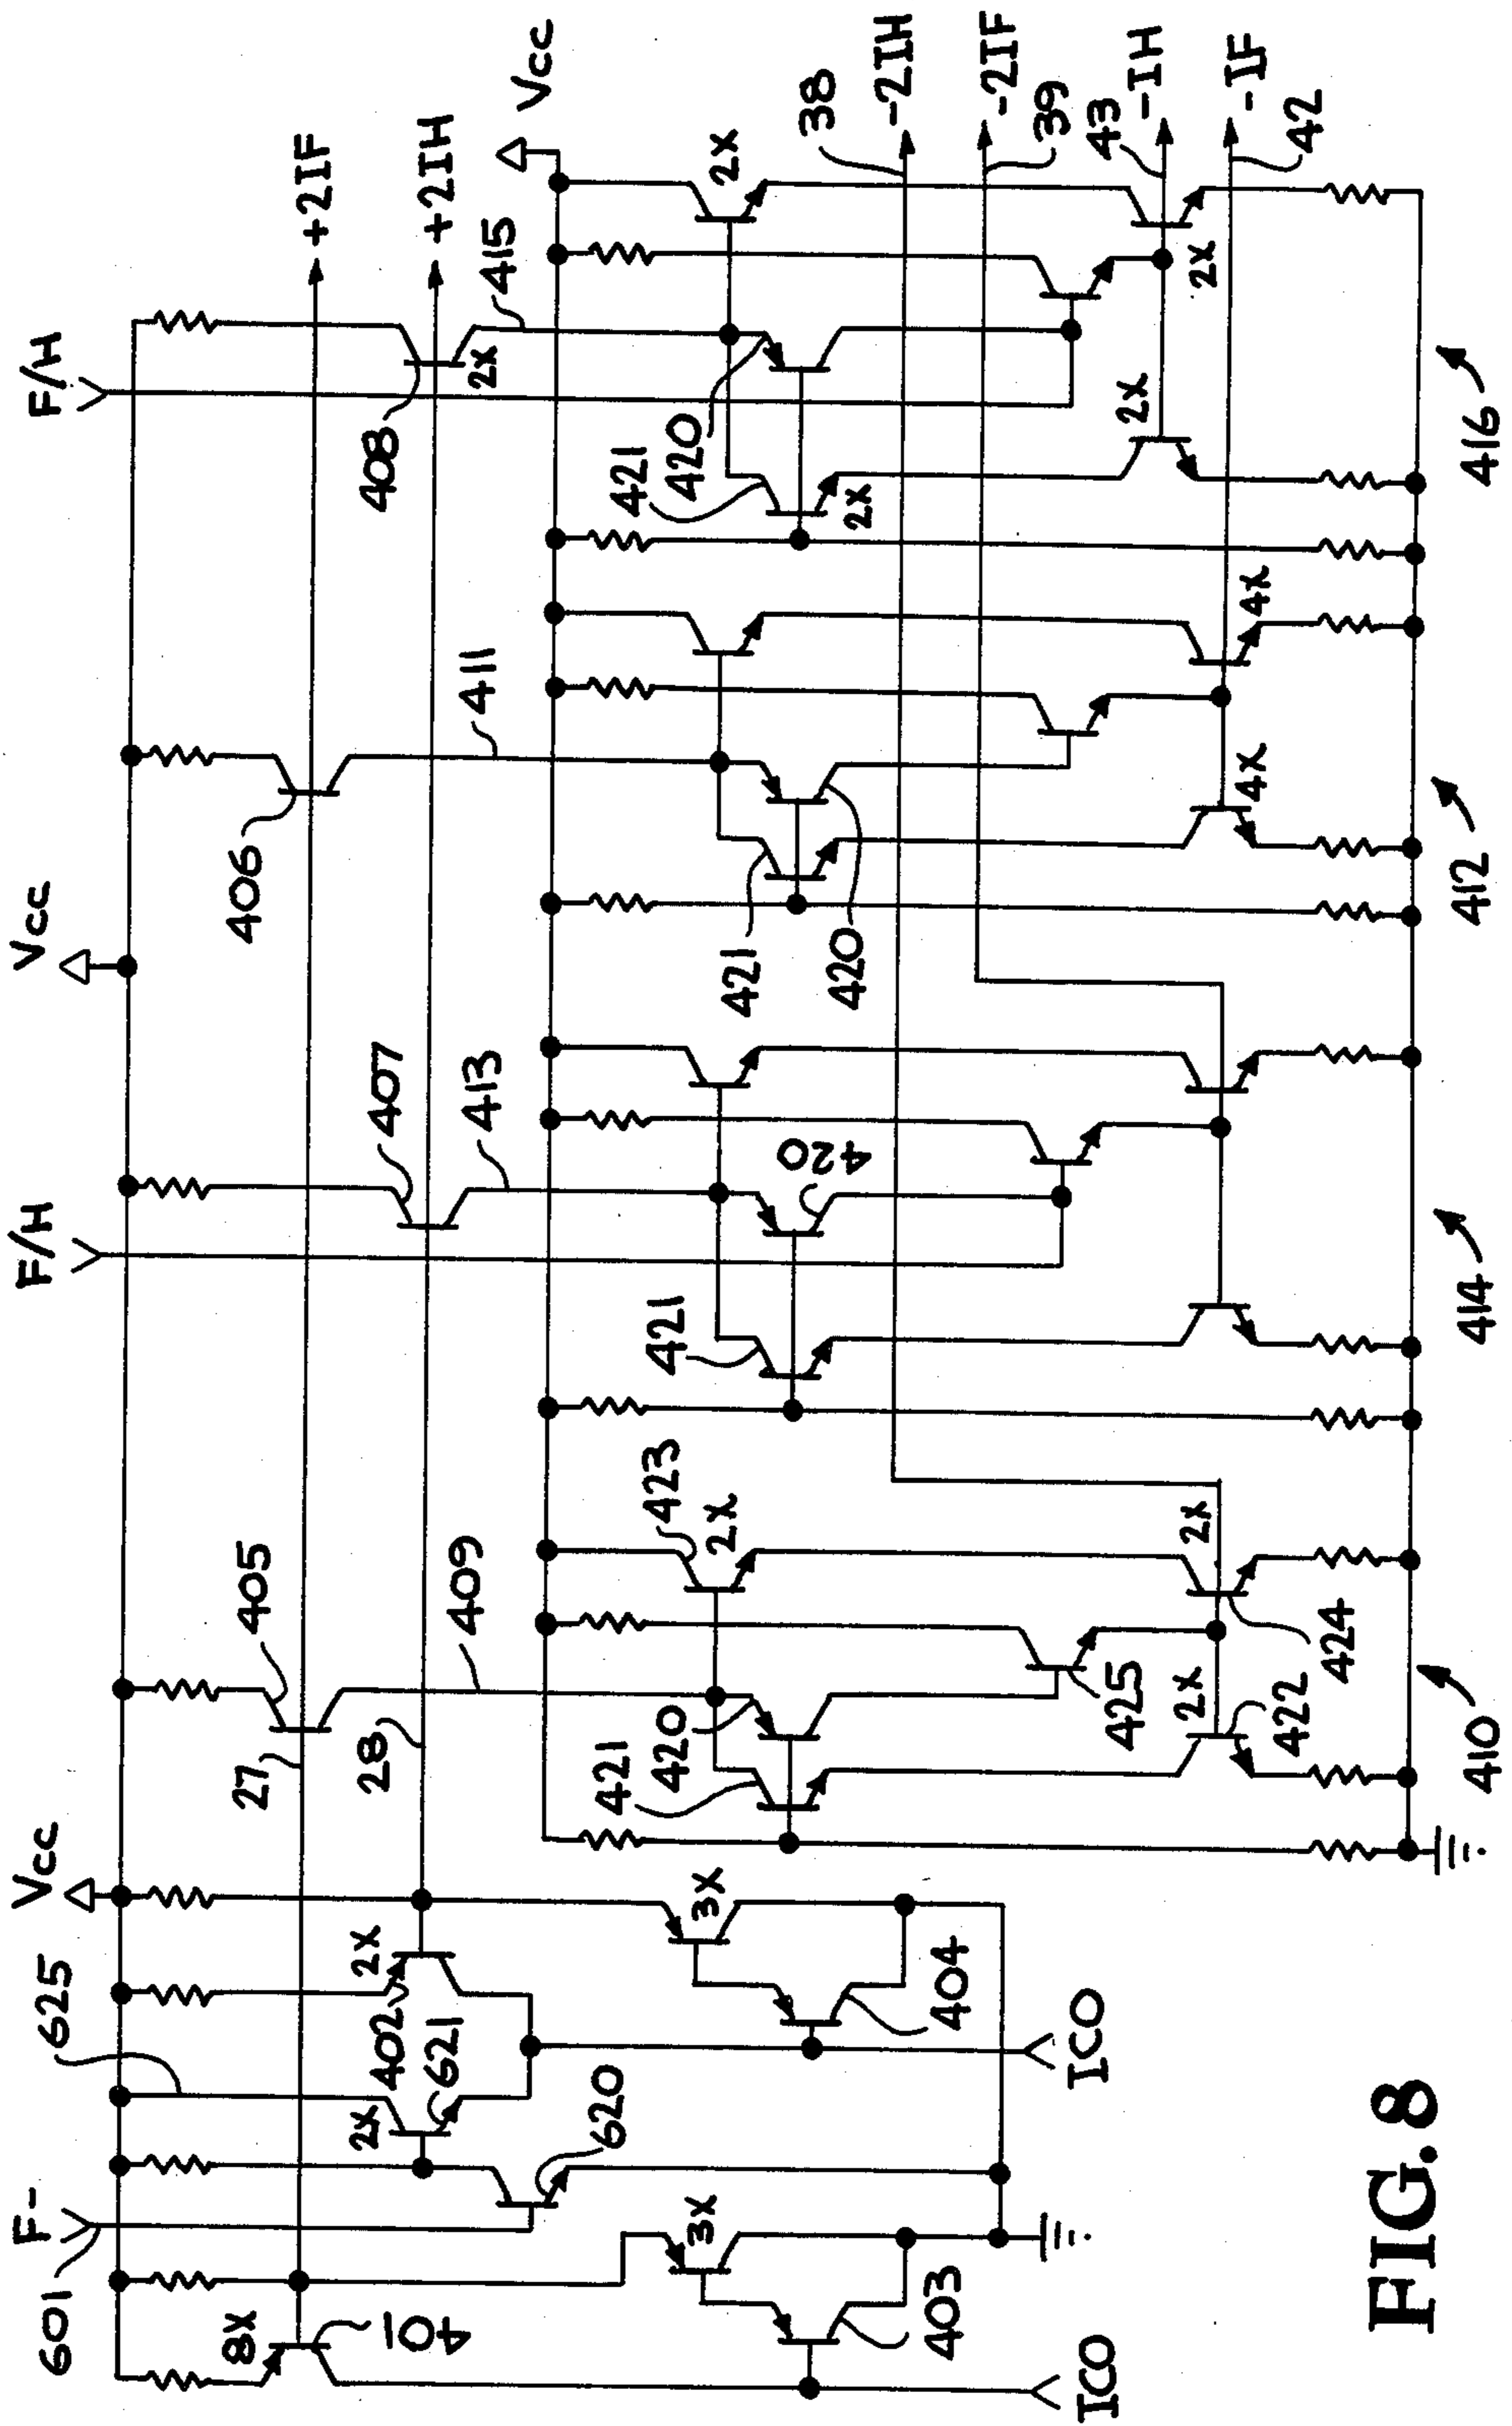 F/H
Vcc
F/H
Vcc
625
F-
601
+2IF
+2IH
Vcc
408
2X
415
406
411
407
413
405
27
28
409
2X
402
621
2X
620
8X
401
2X
421
420
2X
421
420
421
420
423
2X
421
420
3X
404
3X
403
38
-2IH
-2IF
39
43
-IH
-IF
42
2X
2X
4X
4X
2X
424
425
2X
422
ICO
ICO
416
412
414
410
FIG. 8